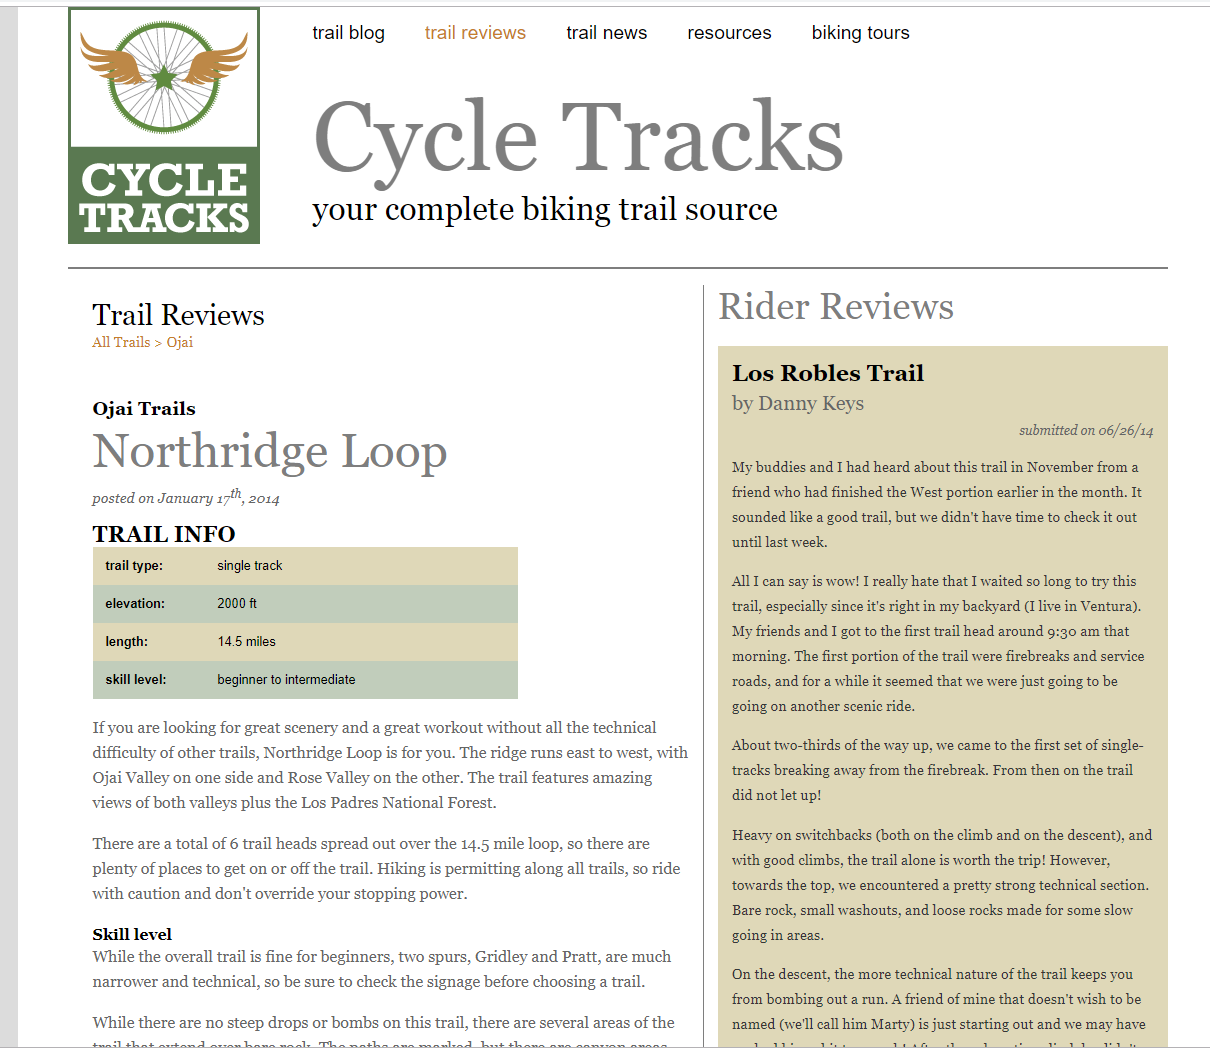 CYCLE
TRACKS
trail blog
trail reviews
trail news
resources
biking tours
Cycle Tracks
your complete biking trail source
Trail Reviews
All Trails > Ojai
Ojai Trails
Northridge Loop
posted on January 17th, 2014
TRAIL INFO
trail type: single track
elevation: 2000 ft
length: 14.5 miles
skill level: beginner to intermediate
If you are looking for great scenery and a great workout without all the technical
difficulty of other trails, Northridge Loop is for you. The ridge runs east to west, with
Ojai Valley on one side and Rose Valley on the other. The trail features amazing
views of both valleys plus the Los Padres National Forest.
There are a total of 6 trail heads spread out over the 14.5 mile loop, so there are
plenty of places to get on or off the trail. Hiking is permitting along all trails, so ride
with caution and don't override your stopping power.
Skill level
While the overall trail is fine for beginners, two spurs, Gridley and Pratt, are much
narrower and technical, so be sure to check the signage before choosing a trail.
While there are no steep drops or bombs on this trail, there are several areas of the
trail that extend over bare rock. The paths are marked, but there are canyon areas
Rider Reviews
Los Robles Trail
by Danny Keys
submitted on 06/26/14
My buddies and I had heard about this trail in November from a
friend who had finished the West portion earlier in the month. It
sounded like a good trail, but we didn't have time to check it out
until last week.
All I can say is wow! I really hate that I waited so long to try this
trail, especially since it's right in my backyard (I live in Ventura).
My friends and I got to the first trail head around 9:30 am that
morning. The first portion of the trail were firebreaks and service
roads, and for a while it seemed that we were just going to be
going on another scenic ride.
About two-thirds of the way up, we came to the first set of single-
tracks breaking away from the firebreak. From then on the trail
did not let up!
Heavy on switchbacks (both on the climb and on the descent), and
with good climbs, the trail alone is worth the trip! However,
towards the top, we encountered a pretty strong technical section.
Bare rock, small washouts, and loose rocks made for some slow
going in areas.
On the descent, the more technical nature of the trail keeps you
from bombing out a run. A friend of mine that doesn't wish to be
named (we'll call him Marty) is just starting out and we may have